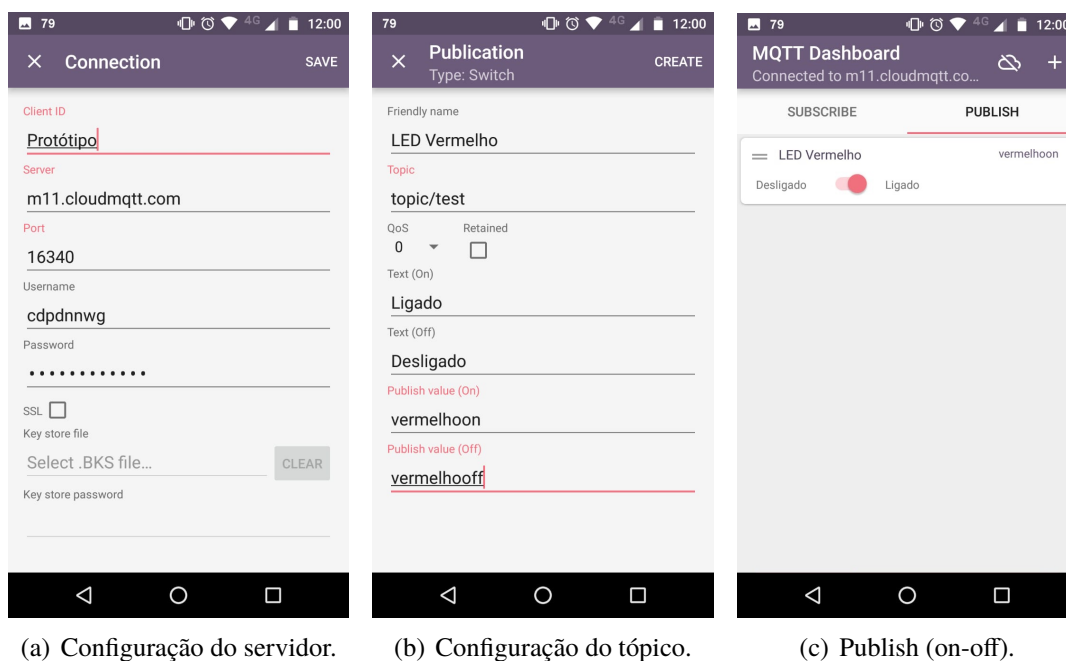 79 4G 12:00
Connection SAVE
Client ID
Protótipo
Server
m11.cloudmqtt.com
Port
16340
Username
cdpdnnwg
Password
SSL
Key store file
Select .BKS file... CLEAR
Key store password
(a) Configuração do servidor.
79 4G 12:00
Publication
Type: Switch
CREATE
Friendly name
LED Vermelho
Topic
topic/test
QoS Retained
0
Text (On)
Ligado
Text (Off)
Desligado
Publish value (On)
vermelhoon
Publish value (Off)
vermelhooff
(b) Configuração do tópico.
79 4G 12:00
MQTT Dashboard
Connected to m11.cloudmqtt.co...
SUBSCRIBE PUBLISH
LED Vermelho vermelhoon
Desligado Ligado
(c) Publish (on-off).